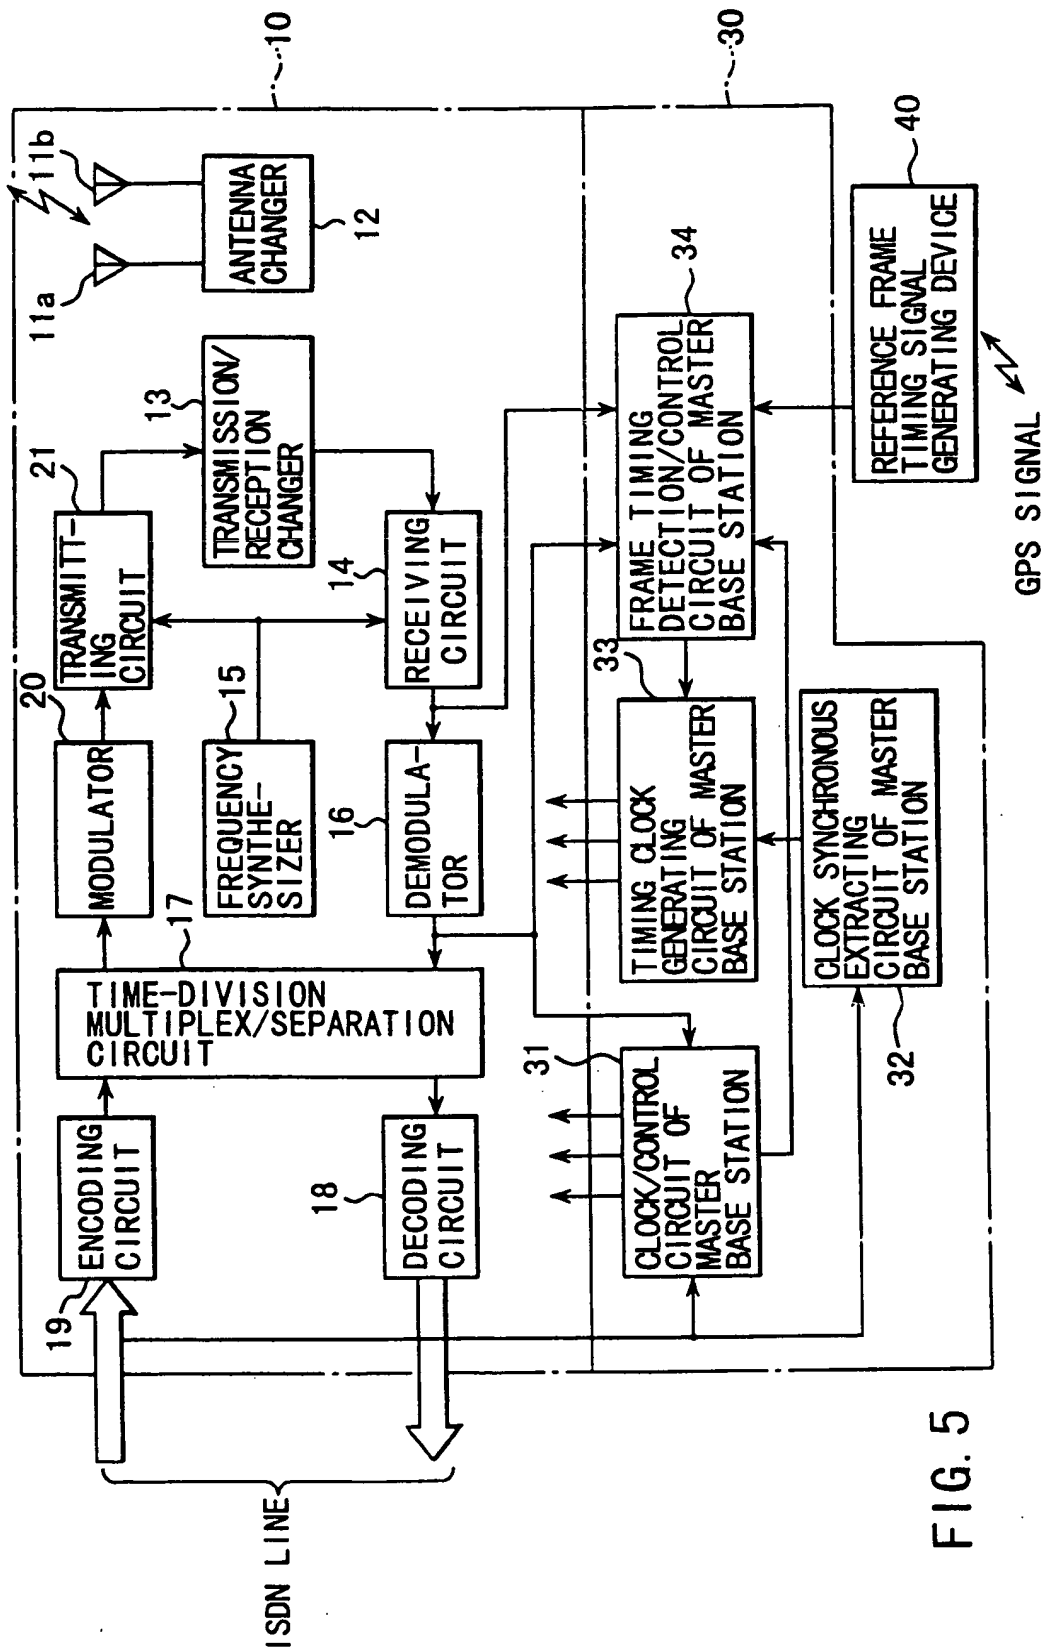 10
30
11b
11a
ANTENNA
CHANGER
12
13
TRANSMISSION/
RECEPTION
CHANGER
21
TRANSMITT-
ING
CIRCUIT
14
RECEIVING
CIRCUIT
20
MODULATOR
15
FREQUENCY
SYNTHE-
SIZER
16
DEMODULA-
TOR
17
TIME-DIVISION
MULTIPLEX/SEPARATION
CIRCUIT
19
ENCODING
CIRCUIT
18
DECODING
CIRCUIT
ISDN LINE
34
FRAME TIMING
DETECTION/CONTROL
CIRCUIT OF MASTER
BASE STATION
33
TIMING CLOCK
GENERATING
CIRCUIT OF MASTER
BASE STATION
31
CLOCK/CONTROL
CIRCUIT OF
MASTER
BASE STATION
32
CLOCK SYNCHRONOUS
EXTRACTING
CIRCUIT OF MASTER
BASE STATION
40
REFERENCE FRAME
TIMING SIGNAL
GENERATING DEVICE
GPS SIGNAL
FIG. 5